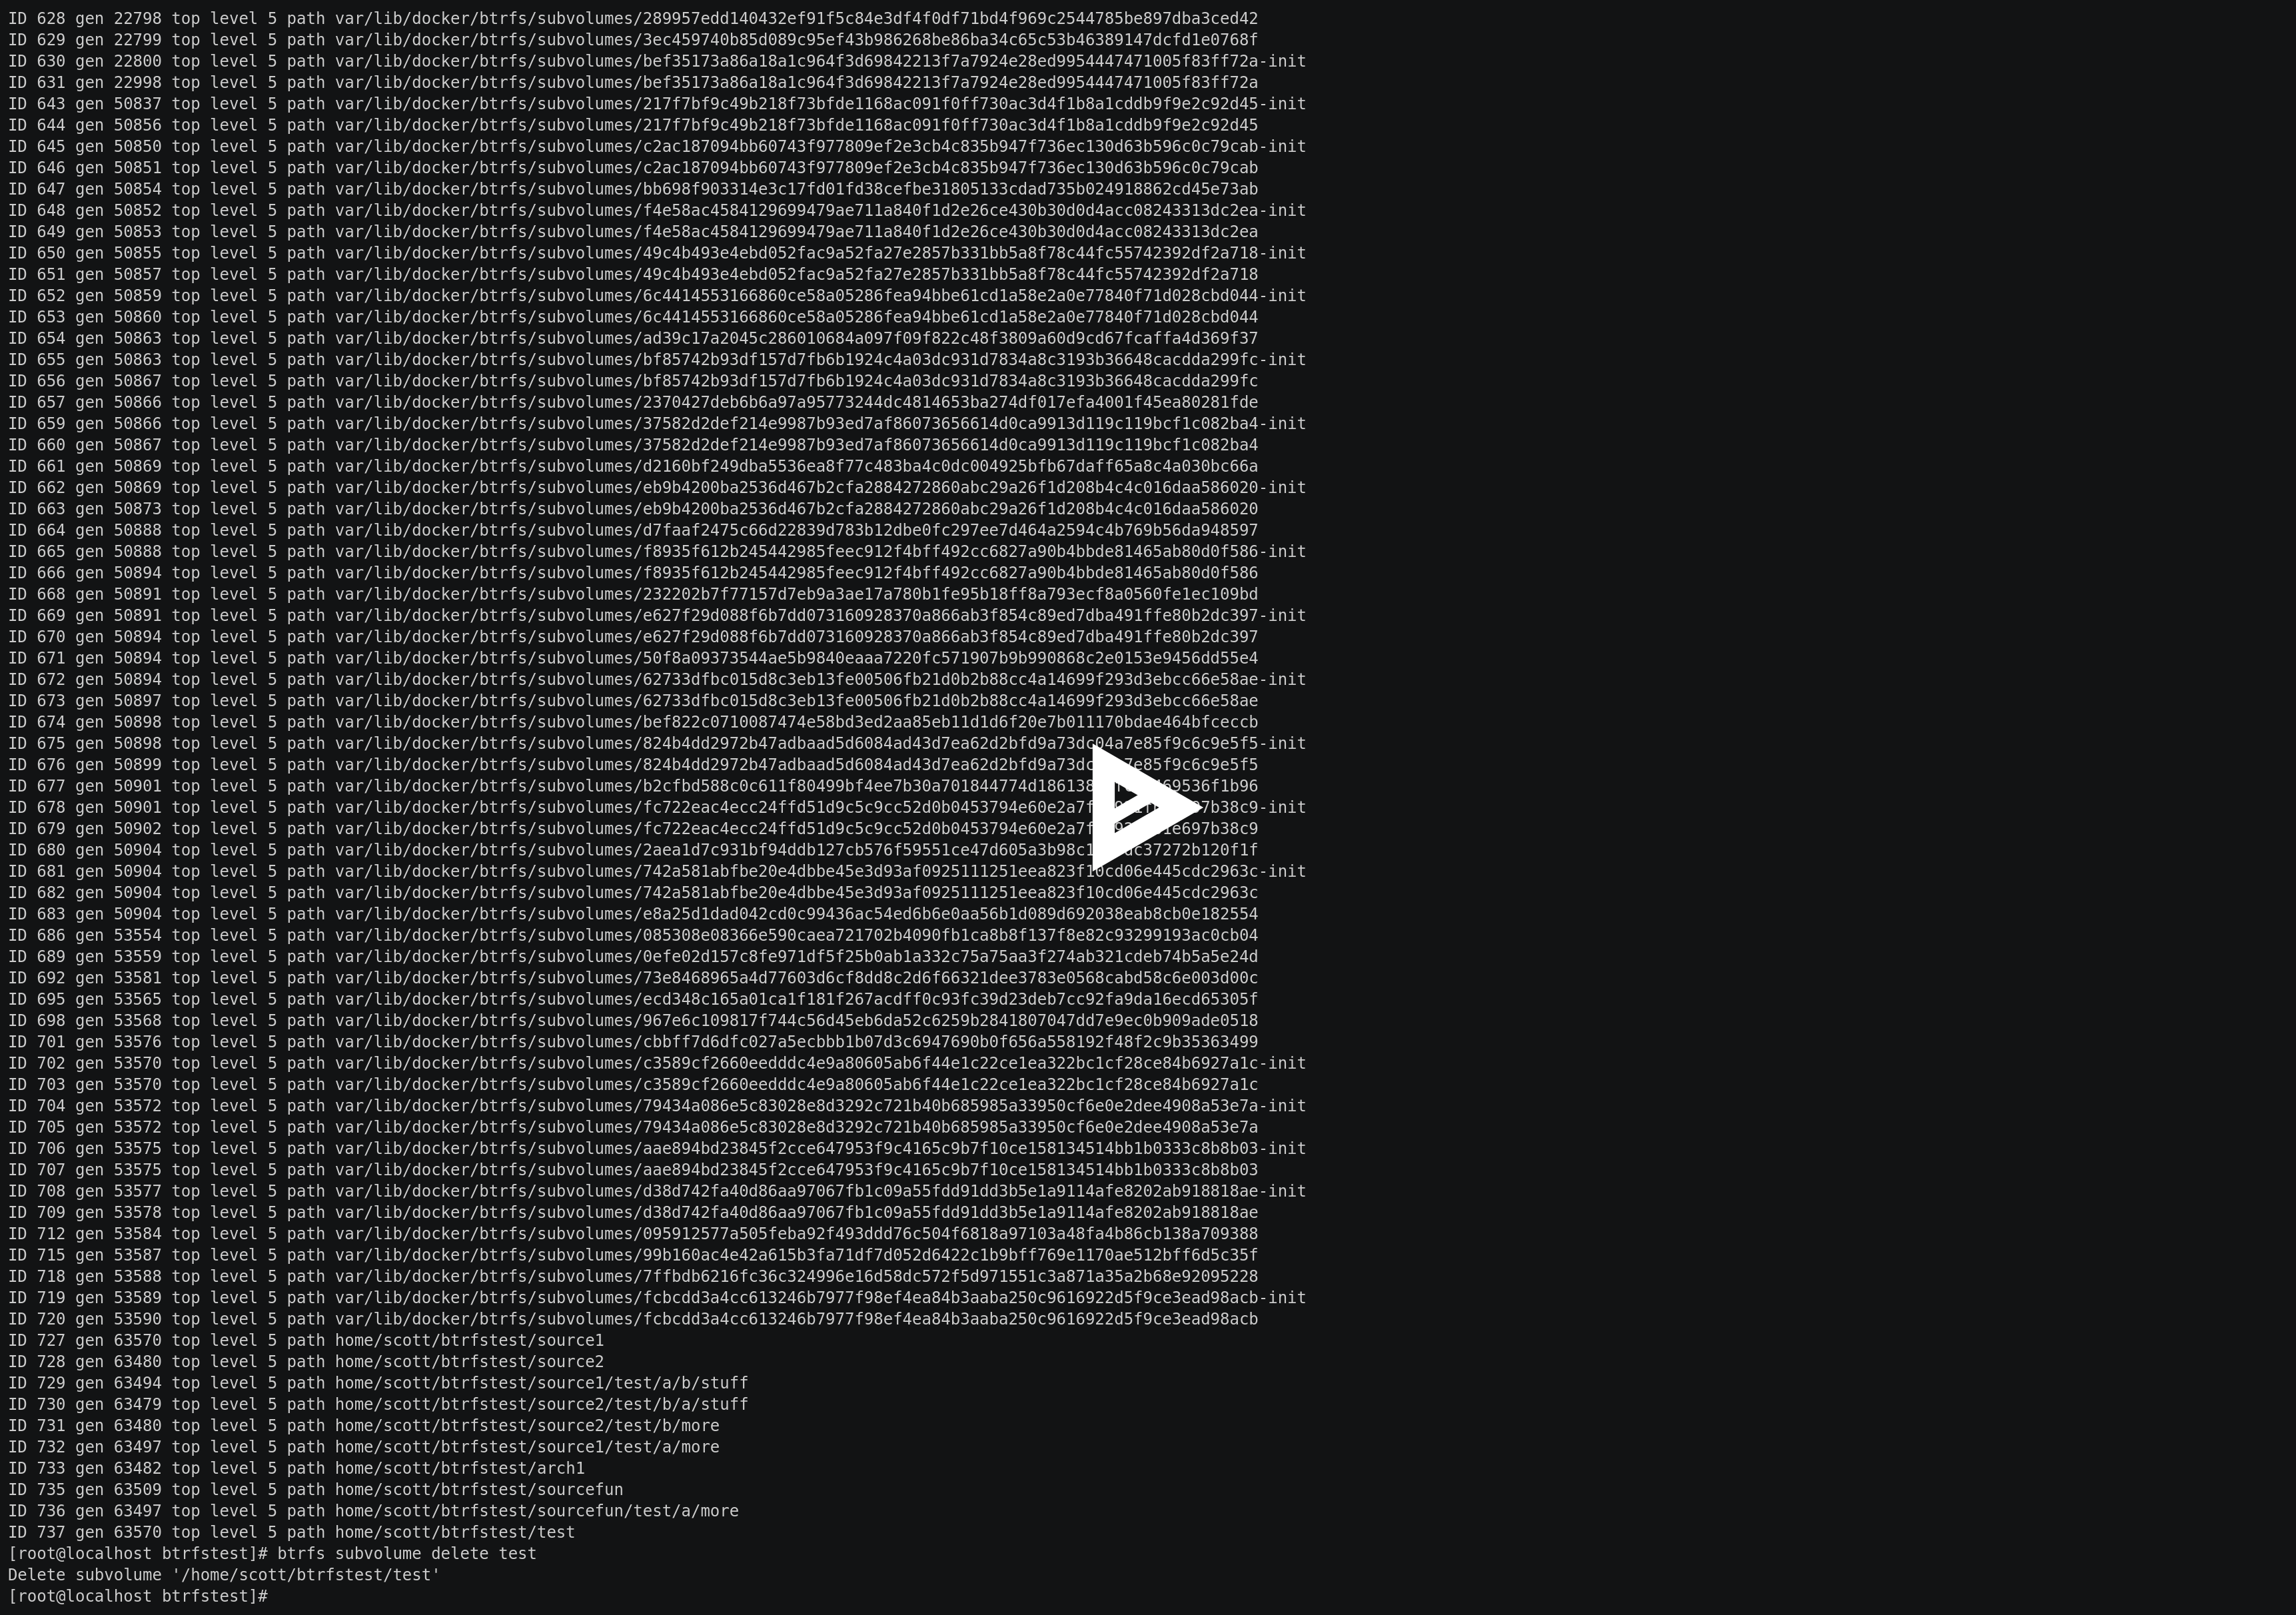 ID 628 gen 22798 top level 5 path var/lib/docker/btrfs/subvolumes/289957edd140432ef91f5c84e3df4f0df71bd4f969c2544785be897dba3ced42
ID 629 gen 22799 top level 5 path var/lib/docker/btrfs/subvolumes/3ec459740b85d089c95ef43b986268be86ba34c65c53b46389147dcfd1e0768f
ID 630 gen 22800 top level 5 path var/lib/docker/btrfs/subvolumes/bef35173a86a18a1c964f3d69842213f7a7924e28ed9954447471005f83ff72a-init
ID 631 gen 22998 top level 5 path var/lib/docker/btrfs/subvolumes/bef35173a86a18a1c964f3d69842213f7a7924e28ed9954447471005f83ff72a
ID 643 gen 50837 top level 5 path var/lib/docker/btrfs/subvolumes/217f7bf9c49b218f73bfde1168ac091f0ff730ac3d4f1b8a1cddb9f9e2c92d45-init
ID 644 gen 50856 top level 5 path var/lib/docker/btrfs/subvolumes/217f7bf9c49b218f73bfde1168ac091f0ff730ac3d4f1b8a1cddb9f9e2c92d45
ID 645 gen 50850 top level 5 path var/lib/docker/btrfs/subvolumes/c2ac187094bb60743f977809ef2e3cb4c835b947f736ec130d63b596c0c79cab-init
ID 646 gen 50851 top level 5 path var/lib/docker/btrfs/subvolumes/c2ac187094bb60743f977809ef2e3cb4c835b947f736ec130d63b596c0c79cab
ID 647 gen 50854 top level 5 path var/lib/docker/btrfs/subvolumes/bb698f903314e3c17fd01fd38cefbe31805133cdad735b024918862cd45e73ab
ID 648 gen 50852 top level 5 path var/lib/docker/btrfs/subvolumes/f4e58ac4584129699479ae711a840f1d2e26ce430b30d0d4acc08243313dc2ea-init
ID 649 gen 50853 top level 5 path var/lib/docker/btrfs/subvolumes/f4e58ac4584129699479ae711a840f1d2e26ce430b30d0d4acc08243313dc2ea
ID 650 gen 50855 top level 5 path var/lib/docker/btrfs/subvolumes/49c4b493e4ebd052fac9a52fa27e2857b331bb5a8f78c44fc55742392df2a718-init
ID 651 gen 50857 top level 5 path var/lib/docker/btrfs/subvolumes/49c4b493e4ebd052fac9a52fa27e2857b331bb5a8f78c44fc55742392df2a718
ID 652 gen 50859 top level 5 path var/lib/docker/btrfs/subvolumes/6c4414553166860ce58a05286fea94bbe61cd1a58e2a0e77840f71d028cbd044-init
ID 653 gen 50860 top level 5 path var/lib/docker/btrfs/subvolumes/6c4414553166860ce58a05286fea94bbe61cd1a58e2a0e77840f71d028cbd044
ID 654 gen 50863 top level 5 path var/lib/docker/btrfs/subvolumes/ad39c17a2045c286010684a097f09f822c48f3809a60d9cd67fcaffa4d369f37
ID 655 gen 50863 top level 5 path var/lib/docker/btrfs/subvolumes/bf85742b93df157d7fb6b1924c4a03dc931d7834a8c3193b36648cacdda299fc-init
ID 656 gen 50867 top level 5 path var/lib/docker/btrfs/subvolumes/bf85742b93df157d7fb6b1924c4a03dc931d7834a8c3193b36648cacdda299fc
ID 657 gen 50866 top level 5 path var/lib/docker/btrfs/subvolumes/2370427deb6b6a97a95773244dc4814653ba274df017efa4001f45ea80281fde
ID 659 gen 50866 top level 5 path var/lib/docker/btrfs/subvolumes/37582d2def214e9987b93ed7af86073656614d0ca9913d119c119bcf1c082ba4-init
ID 660 gen 50867 top level 5 path var/lib/docker/btrfs/subvolumes/37582d2def214e9987b93ed7af86073656614d0ca9913d119c119bcf1c082ba4
ID 661 gen 50869 top level 5 path var/lib/docker/btrfs/subvolumes/d2160bf249dba5536ea8f77c483ba4c0dc004925bfb67daff65a8c4a030bc66a
ID 662 gen 50869 top level 5 path var/lib/docker/btrfs/subvolumes/eb9b4200ba2536d467b2cfa2884272860abc29a26f1d208b4c4c016daa586020-init
ID 663 gen 50873 top level 5 path var/lib/docker/btrfs/subvolumes/eb9b4200ba2536d467b2cfa2884272860abc29a26f1d208b4c4c016daa586020
ID 664 gen 50888 top level 5 path var/lib/docker/btrfs/subvolumes/d7faaf2475c66d22839d783b12dbe0fc297ee7d464a2594c4b769b56da948597
ID 665 gen 50888 top level 5 path var/lib/docker/btrfs/subvolumes/f8935f612b245442985feec912f4bff492cc6827a90b4bbde81465ab80d0f586-init
ID 666 gen 50894 top level 5 path var/lib/docker/btrfs/subvolumes/f8935f612b245442985feec912f4bff492cc6827a90b4bbde81465ab80d0f586
ID 668 gen 50891 top level 5 path var/lib/docker/btrfs/subvolumes/232202b7f77157d7eb9a3ae17a780b1fe95b18ff8a793ecf8a0560fe1ec109bd
ID 669 gen 50891 top level 5 path var/lib/docker/btrfs/subvolumes/e627f29d088f6b7dd073160928370a866ab3f854c89ed7dba491ffe80b2dc397-init
ID 670 gen 50894 top level 5 path var/lib/docker/btrfs/subvolumes/e627f29d088f6b7dd073160928370a866ab3f854c89ed7dba491ffe80b2dc397
ID 671 gen 50894 top level 5 path var/lib/docker/btrfs/subvolumes/50f8a09373544ae5b9840eaaa7220fc571907b9b990868c2e0153e9456dd55e4
ID 672 gen 50894 top level 5 path var/lib/docker/btrfs/subvolumes/62733dfbc015d8c3eb13fe00506fb21d0b2b88cc4a14699f293d3ebcc66e58ae-init
ID 673 gen 50897 top level 5 path var/lib/docker/btrfs/subvolumes/62733dfbc015d8c3eb13fe00506fb21d0b2b88cc4a14699f293d3ebcc66e58ae
ID 674 gen 50898 top level 5 path var/lib/docker/btrfs/subvolumes/bef822c0710087474e58bd3ed2aa85eb11d1d6f20e7b011170bdae464bfceccb
ID 675 gen 50898 top level 5 path var/lib/docker/btrfs/subvolumes/824b4dd2972b47adbaad5d6084ad43d7ea62d2bfd9a73dc04a7e85f9c6c9e5f5-init
ID 676 gen 50899 top level 5 path
ID 677 gen 50901 top level 5 path
ID 678 gen 50901 top level 5 path
ID 679 gen 50902 top level 5 path
ID 680 gen 50904 top level 5 path
ID 681 gen 50904 top level 5 path var/lib/docker/btrfs/subvolumes/742a581abfbe20e4dbbe45e3d93af0925111251eea823f10cd06e445cdc2963c-init
ID 682 gen 50904 top level 5 path var/lib/docker/btrfs/subvolumes/742a581abfbe20e4dbbe45e3d93af0925111251eea823f10cd06e445cdc2963c
ID 683 gen 50904 top level 5 path var/lib/docker/btrfs/subvolumes/e8a25d1dad042cd0c99436ac54ed6b6e0aa56b1d089d692038eab8cb0e182554
ID 686 gen 53554 top level 5 path var/lib/docker/btrfs/subvolumes/085308e08366e590caea721702b4090fb1ca8b8f137f8e82c93299193ac0cb04
ID 689 gen 53559 top level 5 path var/lib/docker/btrfs/subvolumes/0efe02d157c8fe971df5f25b0ab1a332c75a75aa3f274ab321cdeb74b5a5e24d
ID 692 gen 53581 top level 5 path var/lib/docker/btrfs/subvolumes/73e8468965a4d77603d6cf8dd8c2d6f66321dee3783e0568cabd58c6e003d00c
ID 695 gen 53565 top level 5 path var/lib/docker/btrfs/subvolumes/ecd348c165a01ca1f181f267acdff0c93fc39d23deb7cc92fa9da16ecd65305f
ID 698 gen 53568 top level 5 path var/lib/docker/btrfs/subvolumes/967e6c109817f744c56d45eb6da52c6259b2841807047dd7e9ec0b909ade0518
ID 701 gen 53576 top level 5 path var/lib/docker/btrfs/subvolumes/cbbff7d6dfc027a5ecbbb1b07d3c6947690b0f656a558192f48f2c9b35363499
ID 702 gen 53570 top level 5 path var/lib/docker/btrfs/subvolumes/c3589cf2660eedddc4e9a80605ab6f44e1c22ce1ea322bc1cf28ce84b6927a1c-init
ID 703 gen 53570 top level 5 path var/lib/docker/btrfs/subvolumes/c3589cf2660eedddc4e9a80605ab6f44e1c22ce1ea322bc1cf28ce84b6927a1c
ID 704 gen 53572 top level 5 path var/lib/docker/btrfs/subvolumes/79434a086e5c83028e8d3292c721b40b685985a33950cf6e0e2dee4908a53e7a-init
ID 705 gen 53572 top level 5 path var/lib/docker/btrfs/subvolumes/79434a086e5c83028e8d3292c721b40b685985a33950cf6e0e2dee4908a53e7a
ID 706 gen 53575 top level 5 path var/lib/docker/btrfs/subvolumes/aae894bd23845f2cce647953f9c4165c9b7f10ce158134514bb1b0333c8b8b03-init
ID 707 gen 53575 top level 5 path var/lib/docker/btrfs/subvolumes/aae894bd23845f2cce647953f9c4165c9b7f10ce158134514bb1b0333c8b8b03
ID 708 gen 53577 top level 5 path var/lib/docker/btrfs/subvolumes/d38d742fa40d86aa97067fb1c09a55fdd91dd3b5e1a9114afe8202ab918818ae-init
ID 709 gen 53578 top level 5 path var/lib/docker/btrfs/subvolumes/d38d742fa40d86aa97067fb1c09a55fdd91dd3b5e1a9114afe8202ab918818ae
ID 712 gen 53584 top level 5 path var/lib/docker/btrfs/subvolumes/095912577a505feba92f493ddd76c504f6818a97103a48fa4b86cb138a709388
ID 715 gen 53587 top level 5 path var/lib/docker/btrfs/subvolumes/99b160ac4e42a615b3fa71df7d052d6422c1b9bff769e1170ae512bff6d5c35f
ID 718 gen 53588 top level 5 path var/lib/docker/btrfs/subvolumes/7ffbdb6216fc36c324996e16d58dc572f5d971551c3a871a35a2b68e92095228
ID 719 gen 53589 top level 5 path var/lib/docker/btrfs/subvolumes/fcbcdd3a4cc613246b7977f98ef4ea84b3aaba250c9616922d5f9ce3ead98acb-init
ID 720 gen 53590 top level 5 path var/lib/docker/btrfs/subvolumes/fcbcdd3a4cc613246b7977f98ef4ea84b3aaba250c9616922d5f9ce3ead98acb
ID 727 gen 63570 top level 5 path home/scott/btrfstest/source1
ID 728 gen 63480 top level 5 path home/scott/btrfstest/source2
ID 729 gen 63494 top level 5 path home/scott/btrfstest/source1/test/a/b/stuff
ID 730 gen 63479 top level 5 path home/scott/btrfstest/source2/test/b/a/stuff
ID 731 gen 63480 top level 5 path home/scott/btrfstest/source2/test/b/more
ID 732 gen 63497 top level 5 path home/scott/btrfstest/source1/test/a/more
ID 733 gen 63482 top level 5 path home/scott/btrfstest/arch1
ID 735 gen 63509 top level 5 path home/scott/btrfstest/sourcefun
ID 736 gen 63497 top level 5 path home/scott/btrfstest/sourcefun/test/a/more
ID 737 gen 63570 top level 5 path home/scott/btrfstest/test
[root@localhost btrfstest]# btrfs subvolume delete test
Delete subvolume '/home/scott/btrfstest/test'
[root@localhost btrfstest]#